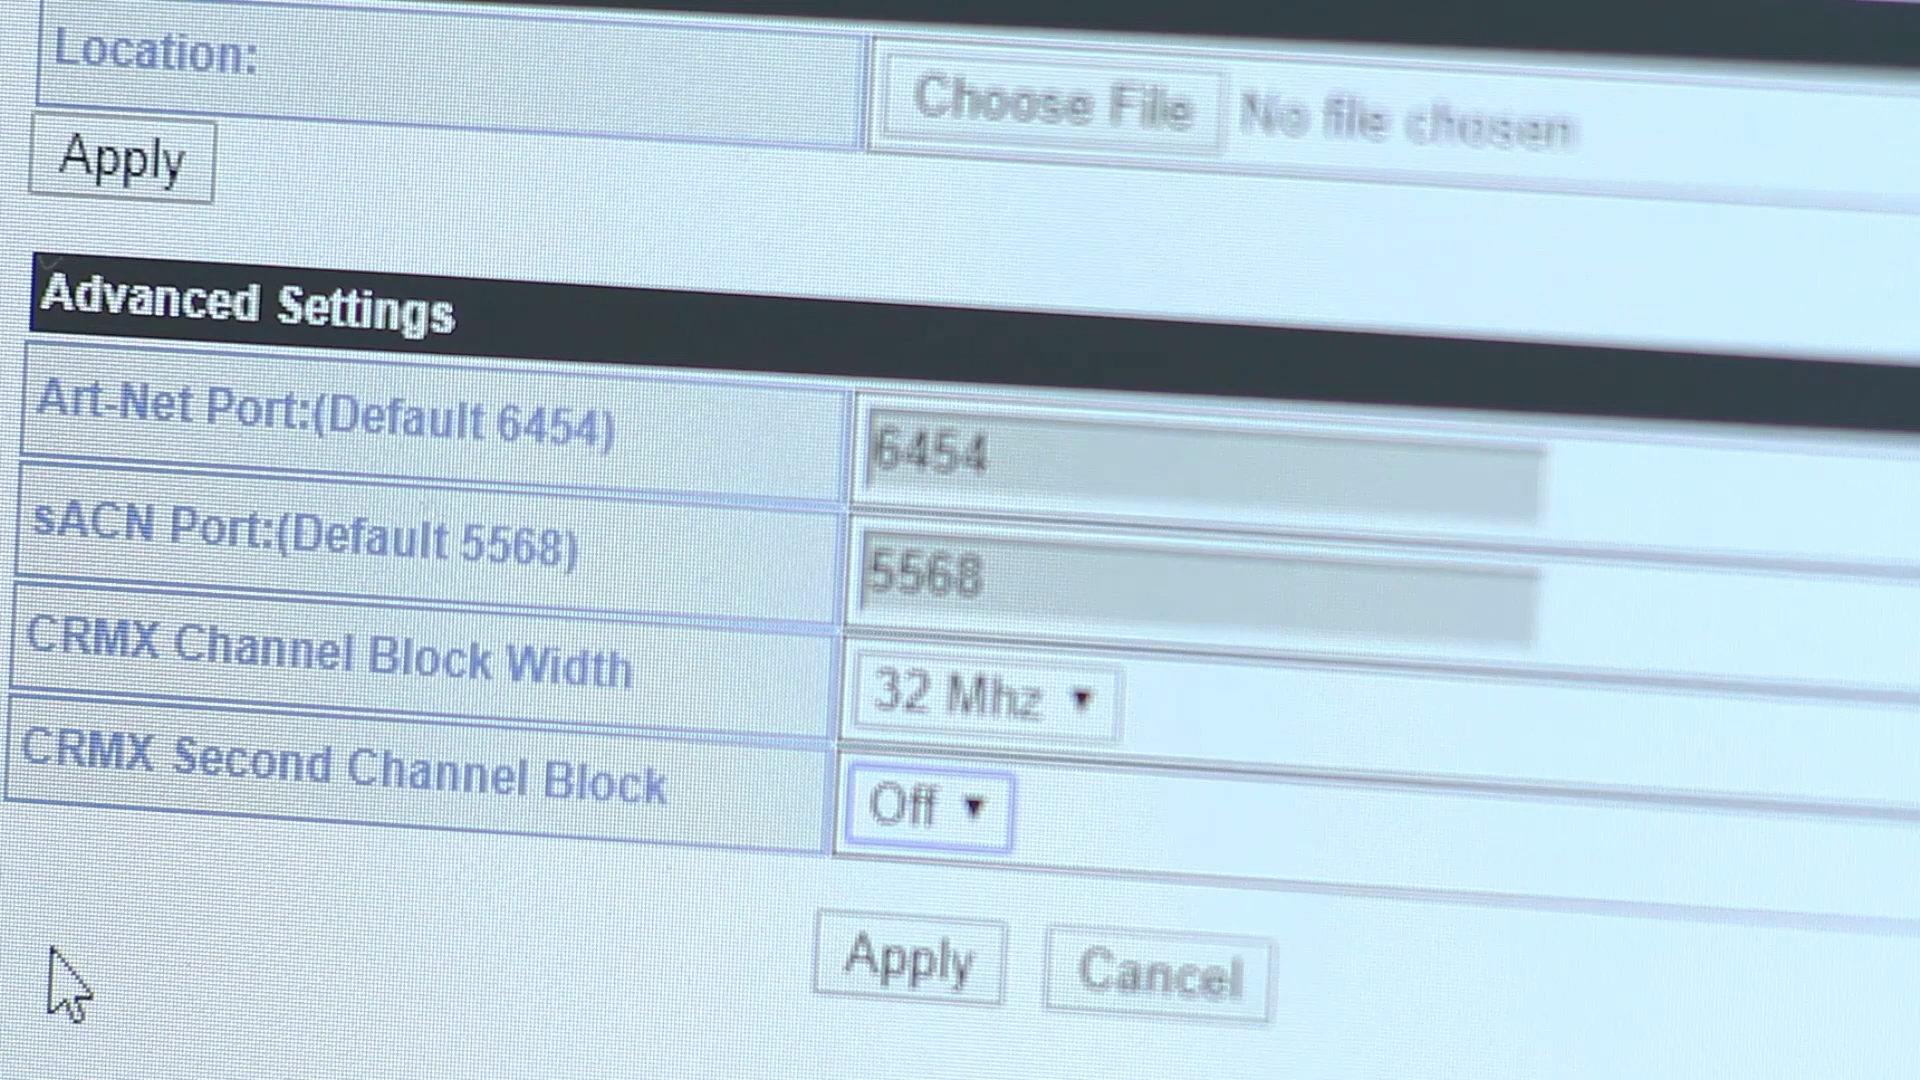 Location: Choose File No file chosen
Apply
Advanced Settings
Art-Net Port:(Default 6454) 6454
sACN Port:(Default 5568) 5568
CRMX Channel Block Width 32 Mhz
CRMX Second Channel Block Off
Apply Cancel